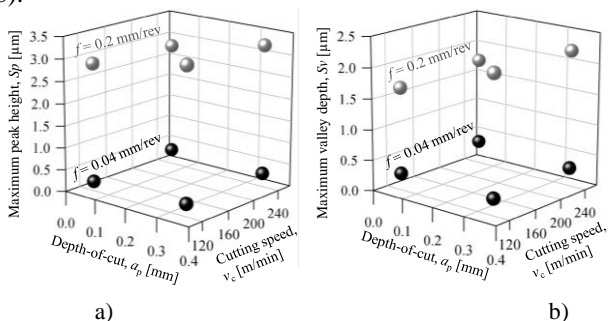 5).
Maximum peak height, Sp [µm]
3.5
3.0
2.5
2.0
1.5
1.0
0.5
0.0
f = 0.2 mm/rev
f = 0.04 mm/rev
0.0
0.1
0.2
0.3
0.4
Depth-of-cut, ap [mm]
120
160
200
240
Cutting speed,
vc [m/min]
a)
Maximum valley depth, Sv [µm]
2.5
2.0
1.5
1.0
0.5
0.0
f = 0.2 mm/rev
f = 0.04 mm/rev
0.0
0.1
0.2
0.3
0.4
Depth-of-cut, ap [mm]
120
160
200
240
Cutting speed,
vc [m/min]
b)